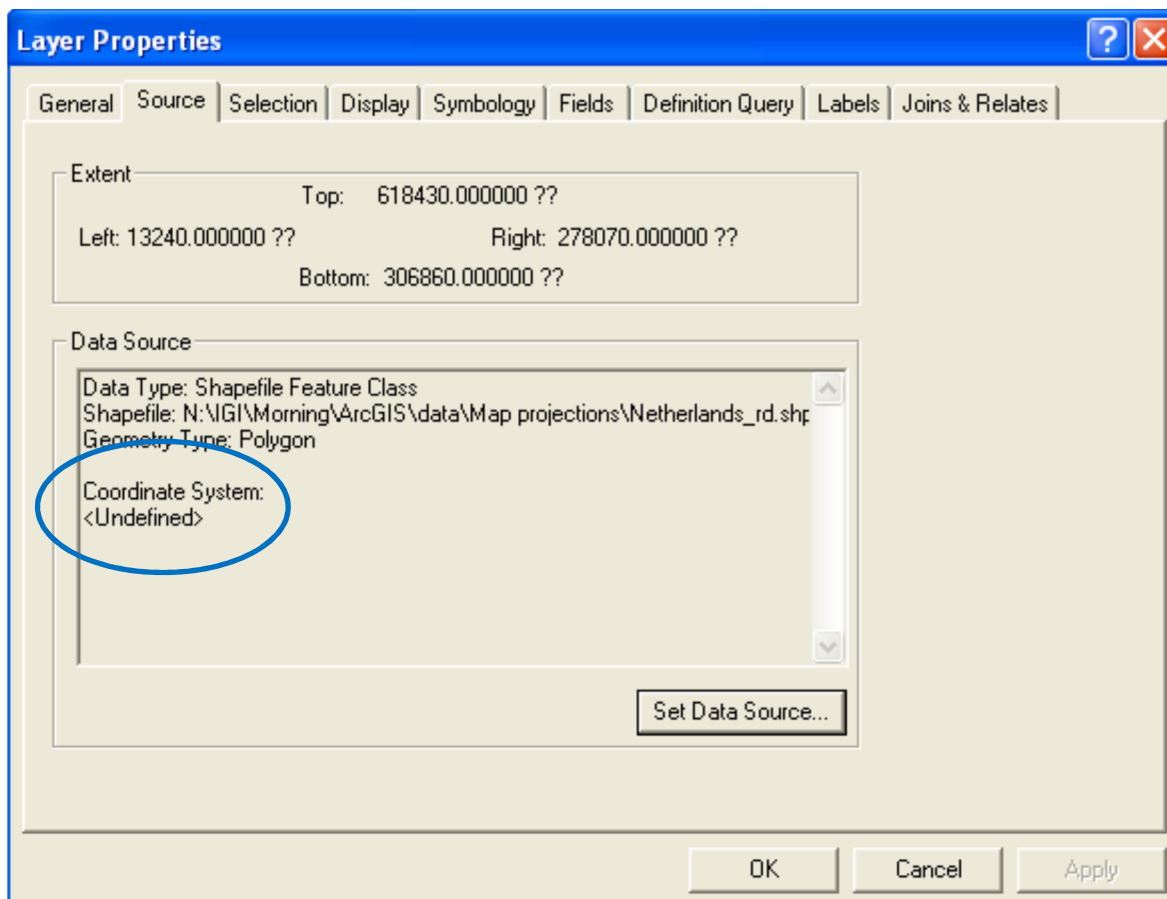 Layer Properties
?
General Source Selection Display Symbology Fields Definition Query Labels Joins & Relates
Extent
Top: 618430.000000 ??
Left: 13240.000000 ?? Right: 278070.000000 ??
Bottom: 306860.000000 ??
Data Source
Data Type: Shapefile Feature Class
Shapefile: N:\IGI\Morning\ArcGIS\data\Map projections\Netherlands_rd.shp
Geometry Type: Polygon
Coordinate System:
<Undefined>
Set Data Source...
OK Cancel Apply